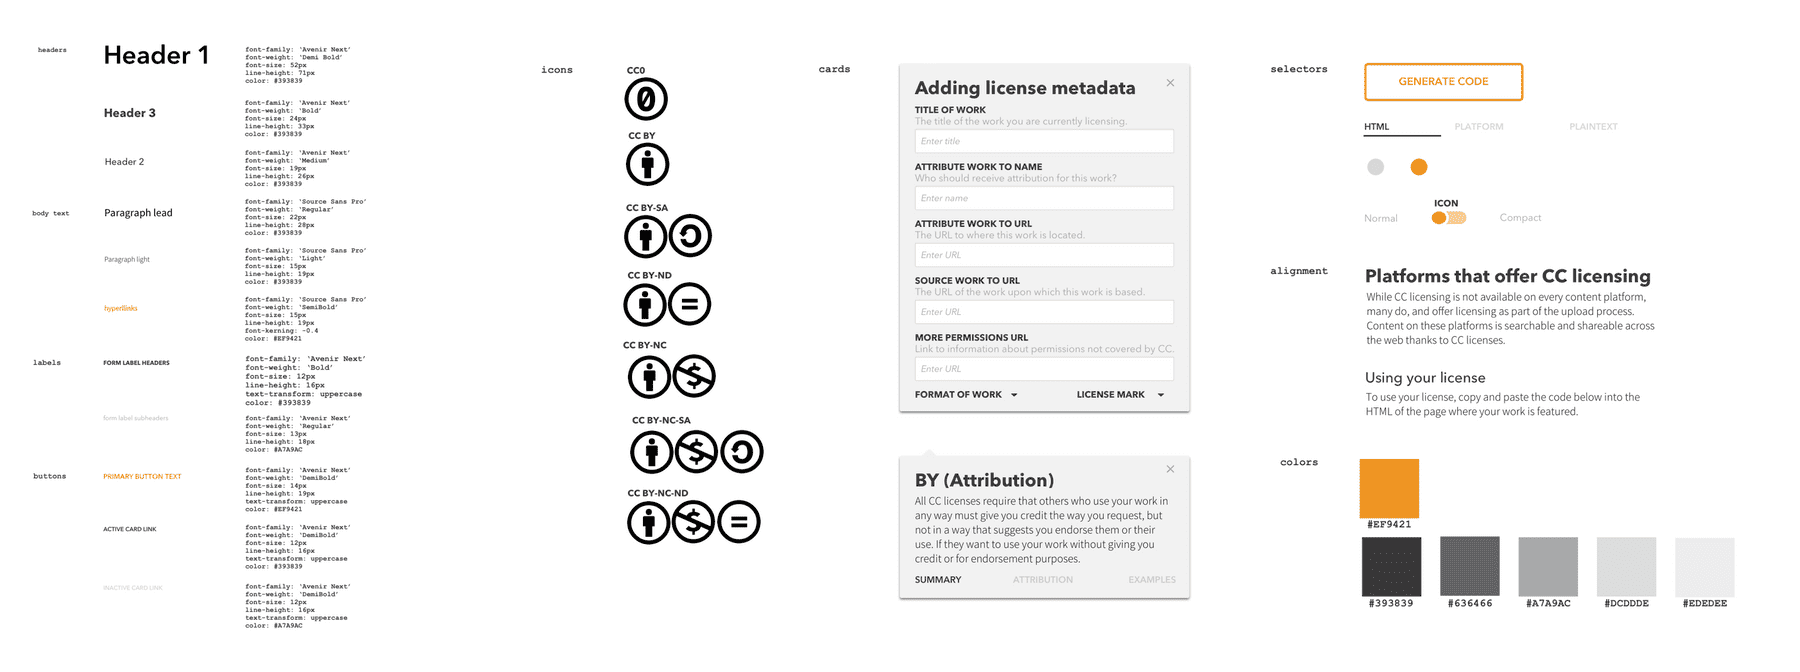 headers
Header 1
font-family: ‘Avenir Next’
font-weight: ‘Demi Bold’
font-size: 52px
line-height: 71px
color: #393839
Header 3
font-family: ‘Avenir Next’
font-weight: ‘Bold’
font-size: 24px
line-height: 33px
color: #393839
Header 2
font-family: ‘Avenir Next’
font-weight: ‘Medium’
font-size: 19px
line-height: 26px
color: #393839
body text
Paragraph lead
font-family: ‘Source Sans Pro’
font-weight: ‘Regular’
font-size: 22px
line-height: 28px
color: #393839
Paragraph light
font-family: ‘Source Sans Pro’
font-weight: ‘Light’
font-size: 15px
line-height: 19px
color: #393839
hyperllinks
font-family: ‘Source Sans Pro’
font-weight: ‘SemiBold’
font-size: 15px
line-height: 19px
font-kerning: -0.4
color: #EF9421
labels
FORM LABEL HEADERS
font-family: ‘Avenir Next’
font-weight: ‘Bold’
font-size: 12px
line-height: 16px
text-transform: uppercase
color: #393839
form label subheaders
font-family: ‘Avenir Next’
font-weight: ‘Regular’
font-size: 13px
line-height: 18px
color: #A7A9AC
buttons
PRIMARY BUTTON TEXT
font-family: ‘Avenir Next’
font-weight: ‘DemiBold’
font-size: 14px
line-height: 19px
text-transform: uppercase
color: #EF9421
ACTIVE CARD LINK
font-family: ‘Avenir Next’
font-weight: ‘DemiBold’
font-size: 12px
line-height: 16px
text-transform: uppercase
color: #393839
INACTIVE CARD LINK
font-family: ‘Avenir Next’
font-weight: ‘DemiBold’
font-size: 12px
line-height: 16px
text-transform: uppercase
color: #A7A9AC
icons
CC0
CC BY
CC BY-SA
CC BY-ND
CC BY-NC
CC BY-NC-SA
CC BY-NC-ND
cards
Adding license metadata
TITLE OF WORK
The title of the work you are currently licensing.
Enter title
ATTRIBUTE WORK TO NAME
Who should receive attribution for this work?
Enter name
ATTRIBUTE WORK TO URL
The URL to where this work is located.
Enter URL
SOURCE WORK TO URL
The URL of the work upon which this work is based.
Enter URL
MORE PERMISSIONS URL
Link to information about permissions not covered by CC.
Enter URL
FORMAT OF WORK LICENSE MARK
BY (Attribution)
All CC licenses require that others who use your work in
any way must give you credit the way you request, but
not in a way that suggests you endorse them or their
use. If they want to use your work without giving you
credit or for endorsement purposes.
SUMMARY ATTRIBUTION EXAMPLES
selectors
GENERATE CODE
HTML PLATFORM PLAINTEXT
ICON
Normal Compact
alignment
Platforms that offer CC licensing
While CC licensing is not available on every content platform,
many do, and offer licensing as part of the upload process.
Content on these platforms is searchable and shareable across
the web thanks to CC licenses.
Using your license
To use your license, copy and paste the code below into the
HTML of the page where your work is featured.
colors
#EF9421
#393839 #636466 #A7A9AC #DCDDDE #EDEDEE